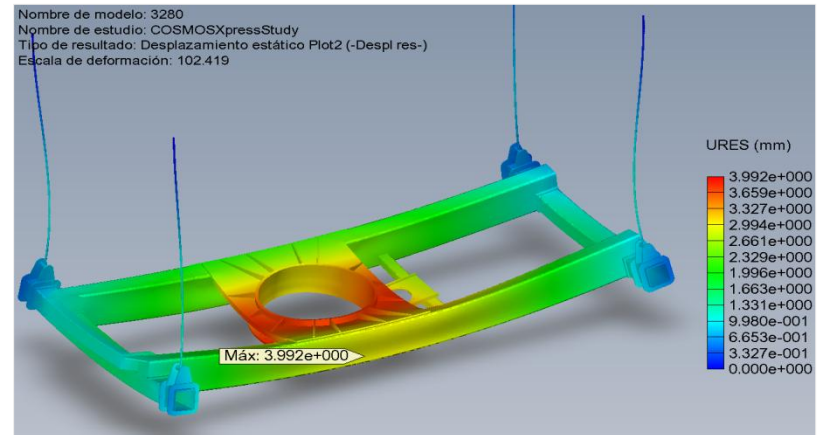 Nombre de modelo: 3280
Nombre de estudio: COSMOSXpressStudy
Tipo de resultado: Desplazamiento estático Plot2 (-Despl res-)
Escala de deformación: 102.419
URES (mm)
3.992e+000
3.659e+000
3.327e+000
2.994e+000
2.661e+000
2.329e+000
1.996e+000
1.663e+000
1.331e+000
9.980e-001
6.653e-001
3.327e-001
0.000e+000
Máx: 3.992e+000